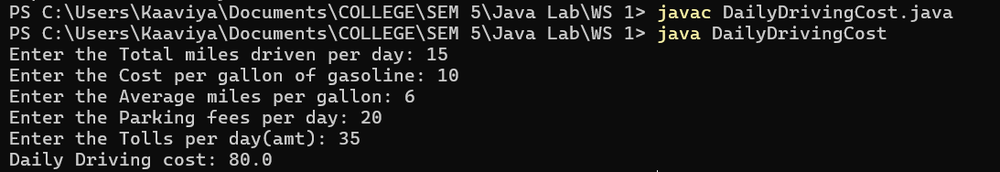 PS C:\Users\Kaaviya\Documents\COLLEGE\SEM 5\Java Lab\WS 1> javac DailyDrivingCost.java
PS C:\Users\Kaaviya\Documents\COLLEGE\SEM 5\Java Lab\WS 1> java DailyDrivingCost
Enter the Total miles driven per day: 15
Enter the Cost per gallon of gasoline: 10
Enter the Average miles per gallon: 6
Enter the Parking fees per day: 20
Enter the Tolls per day(amt): 35
Daily Driving cost: 80.0